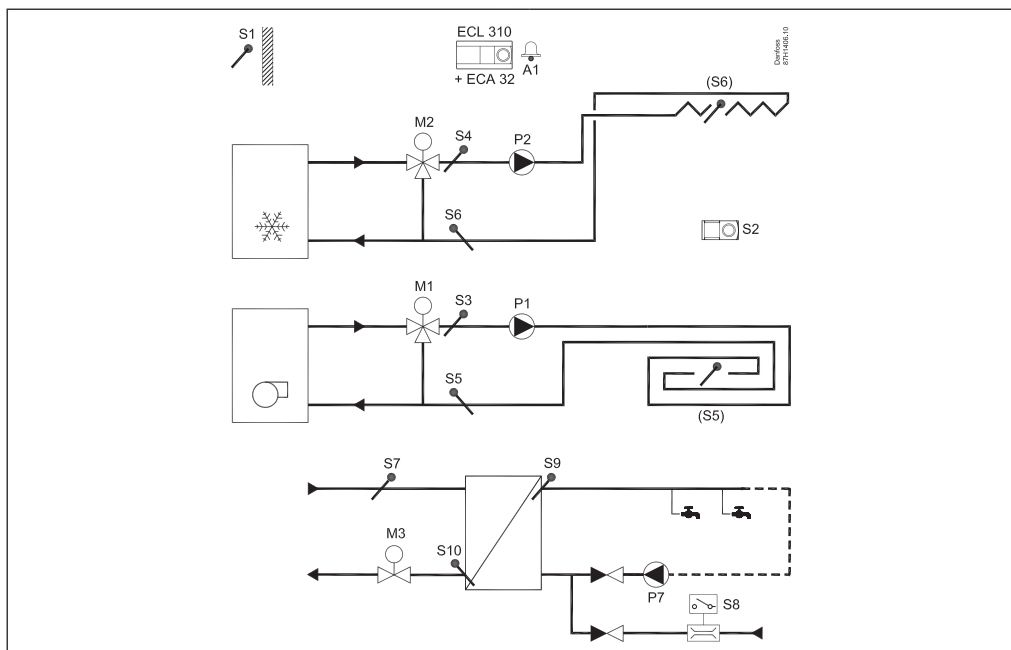 S1
ECL 310
+ ECA 32
A1
Danfoss
87H1406.10
(S6)
M2
S4
P2
S6
S2
M1
S3
P1
S5
(S5)
S7
S9
M3
S10
P7
S8